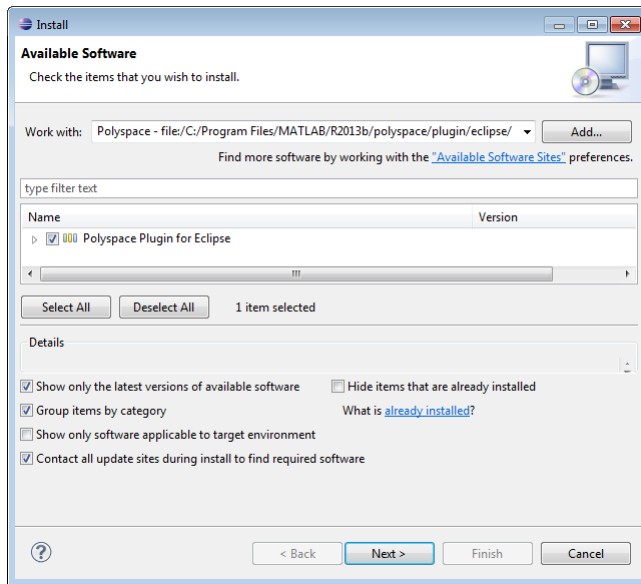 Install
Available Software
Check the items that you wish to install.
Work with: Polyspace - file:/C:/Program Files/MATLAB/R2013b/polyspace/plugin/eclipse/ Add...
Find more software by working with the "Available Software Sites" preferences.
type filter text
Name Version
Polyspace Plugin for Eclipse
Select All Deselect All 1 item selected
Details
Show only the latest versions of available software Hide items that are already installed
Group items by category What is already installed?
Show only software applicable to target environment
Contact all update sites during install to find required software
? < Back Next > Finish Cancel